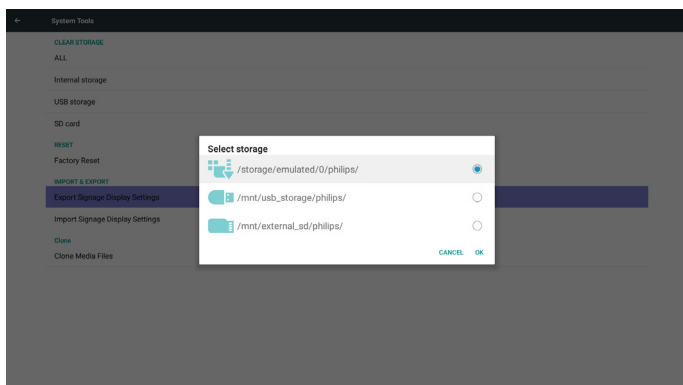 ← System Tools
CLEAR STORAGE
ALL
Internal storage
USB storage
SD card
RESET
Factory Reset
IMPORT & EXPORT
Export Signage Display Settings
Import Signage Display Settings
Clone
Clone Media Files
Select storage
/storage/emulated/0/philips/
/mnt/usb_storage/philips/
/mnt/external_sd/philips/
CANCEL OK